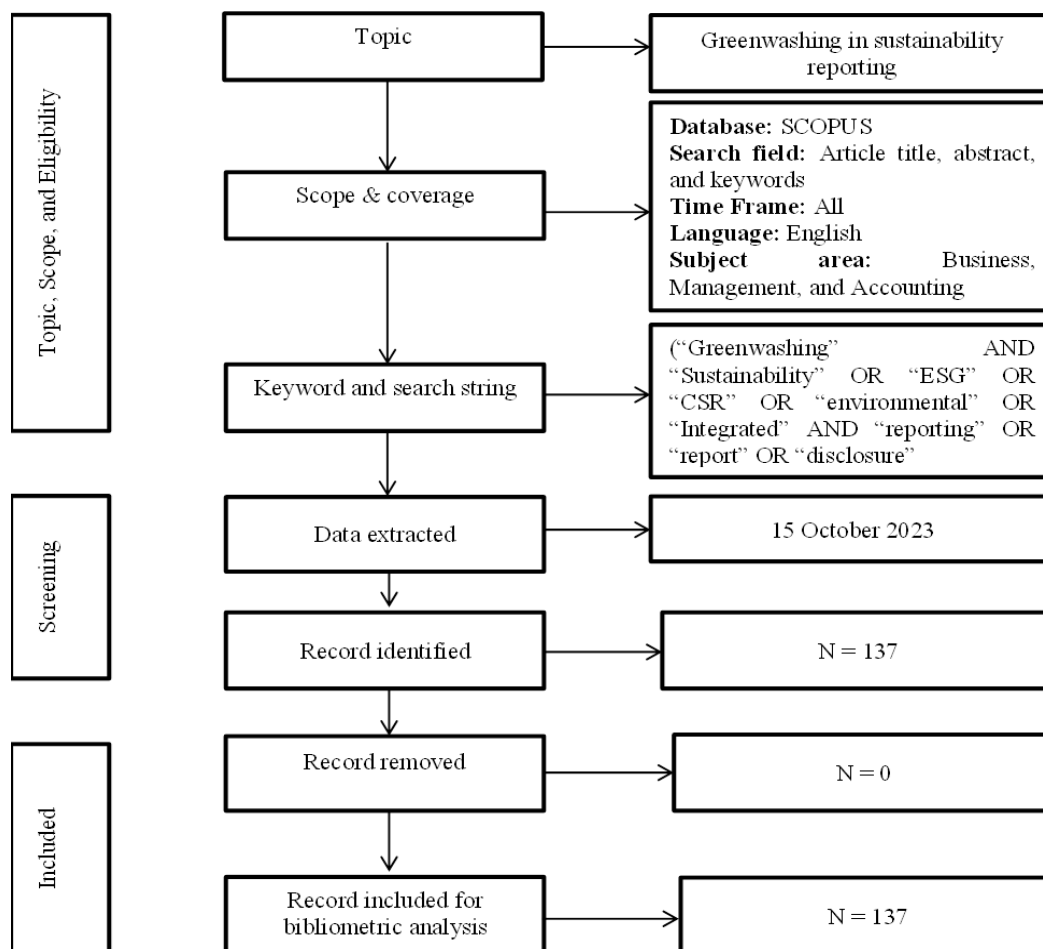 Topic, Scope, and Eligibility
Topic
Greenwashing in sustainability
reporting
Scope & coverage
Database: SCOPUS
Search field: Article title, abstract,
and keywords
Time Frame: All
Language: English
Subject area: Business,
Management, and Accounting
Keyword and search string
(“Greenwashing” AND
“Sustainability” OR “ESG” OR
“CSR” OR “environmental” OR
“Integrated” AND “reporting” OR
“report” OR “disclosure”
Screening
Data extracted
15 October 2023
Record identified
N = 137
Included
Record removed
N = 0
Record included for
bibliometric analysis
N = 137